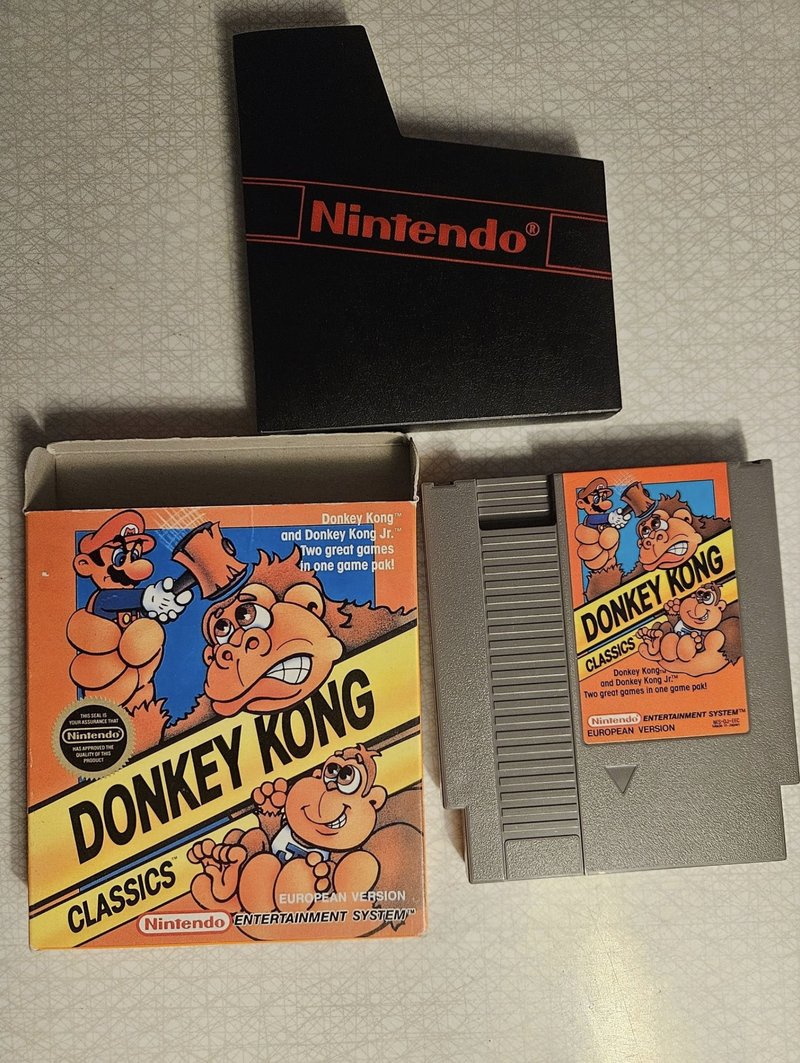 Nintendo®
Donkey Kong™
and Donkey Kong Jr.™
Two great games
in one game pak!
M
THIS SEAL IS
YOUR ASSURANCE THAT
Nintendo
HAS APPROVED THE
QUALITY OF THIS
PRODUCT
DONKEY KONG
CLASSICS™
EUROPEAN VERSION
Nintendo ENTERTAINMENT SYSTEM™
DONKEY KONG
CLASSICS
Donkey Kong™
and Donkey Kong Jr.™
Two great games in one game pak!
Nintendo ENTERTAINMENT SYSTEM™
EUROPEAN VERSION